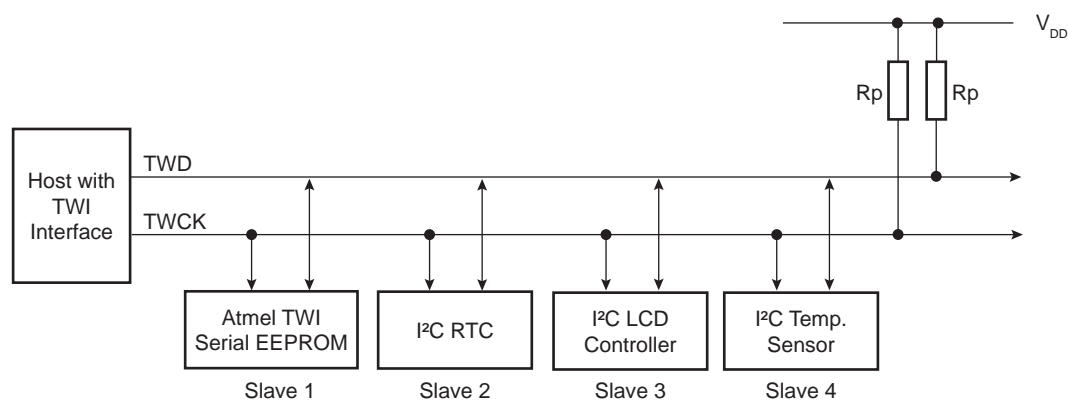 V_DD
Rp
Rp
Host with
TWI
Interface
TWD
TWCK
Atmel TWI
Serial EEPROM
I²C RTC
I²C LCD
Controller
I²C Temp.
Sensor
Slave 1
Slave 2
Slave 3
Slave 4